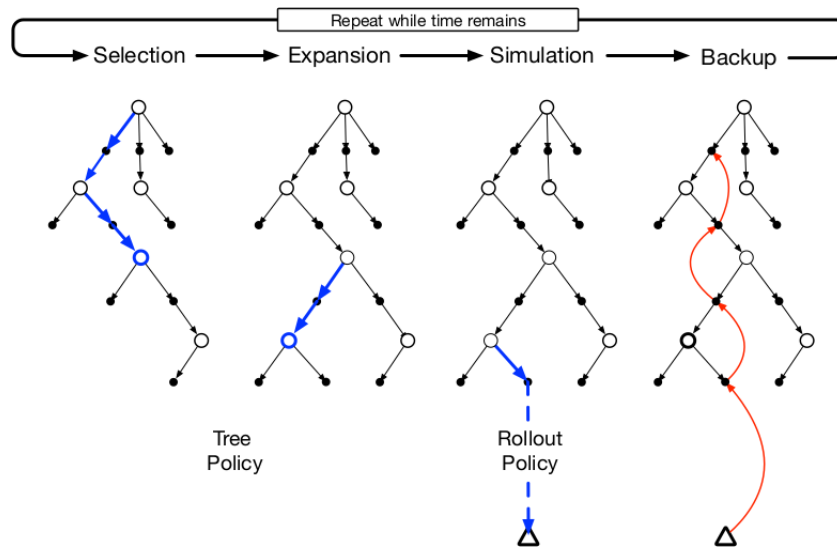 Repeat while time remains
Selection
Expansion
Simulation
Backup
Tree
Policy
Rollout
Policy